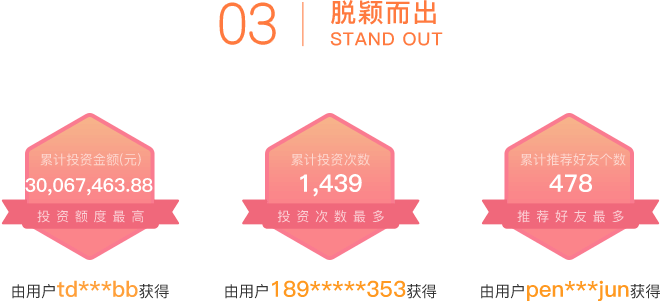 03
脱颖而出
STAND OUT
累计投资金额(元)
30,067,463.88
投资额度最高
由用户td***bb获得
累计投资次数
1,439
投资次数最多
由用户189*****353获得
累计推荐好友个数
478
推荐好友最多
由用户pen***jun获得